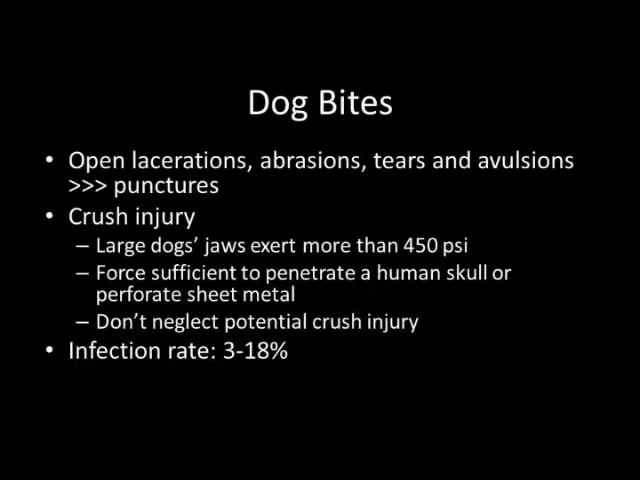 Dog Bites
• Open lacerations, abrasions, tears and avulsions
>>> punctures
• Crush injury
– Large dogs’ jaws exert more than 450 psi
– Force sufficient to penetrate a human skull or
perforate sheet metal
– Don’t neglect potential crush injury
• Infection rate: 3-18%